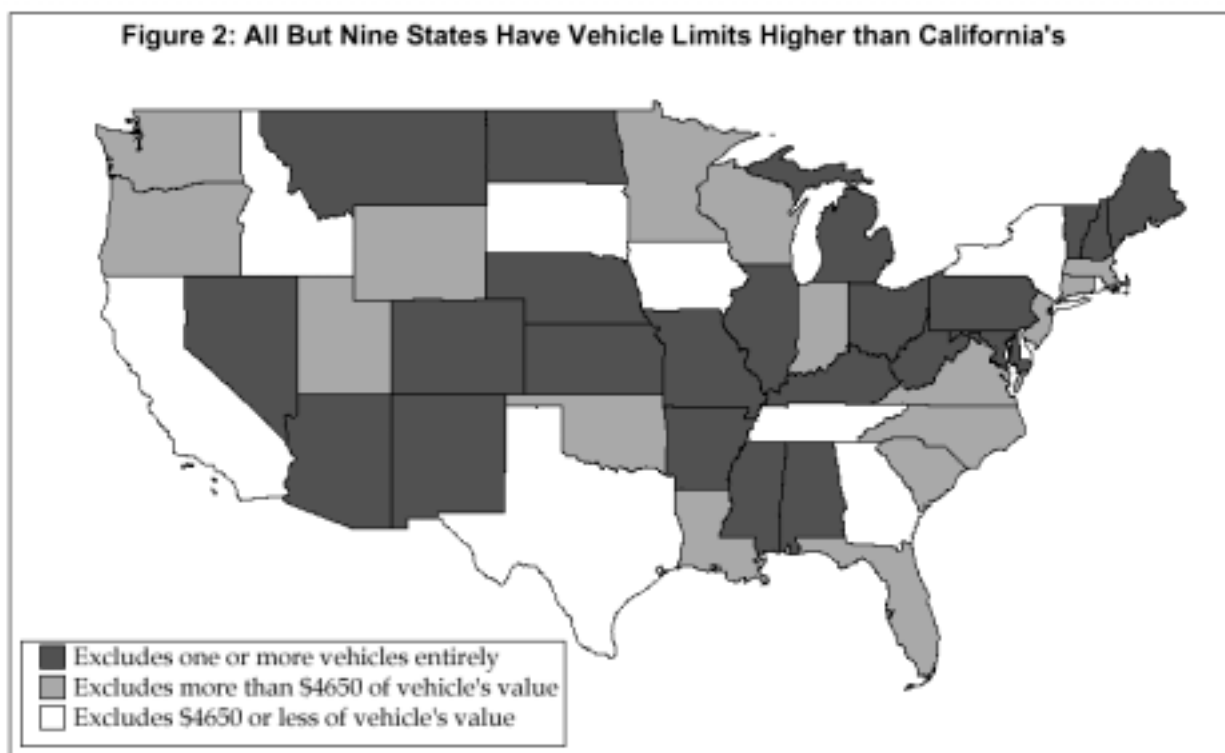 Figure 2: All But Nine States Have Vehicle Limits Higher than California's
Excludes one or more vehicles entirely
Excludes more than $4650 of vehicle's value
Excludes $4650 or less of vehicle's value